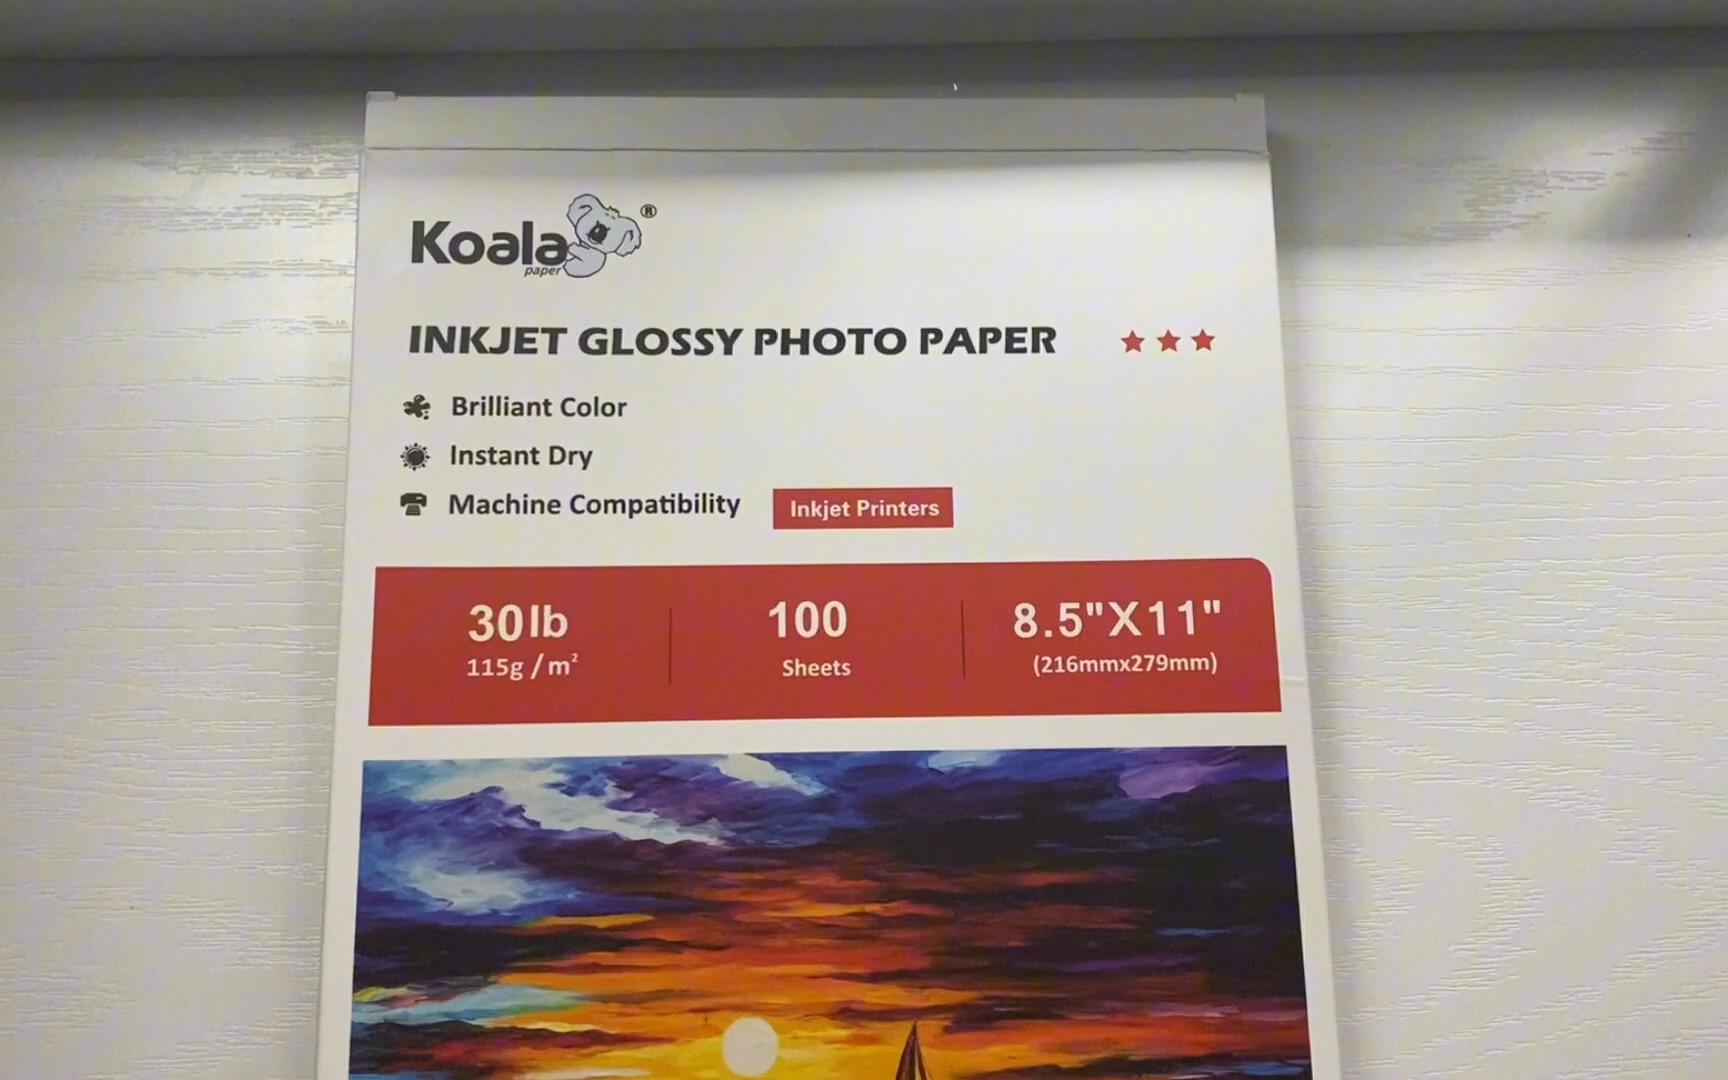 Koala®
paper
INKJET GLOSSY PHOTO PAPER
Brilliant Color
Instant Dry
Machine Compatibility Inkjet Printers
30lb 100 8.5"X11"
115g/m² Sheets (216mmx279mm)